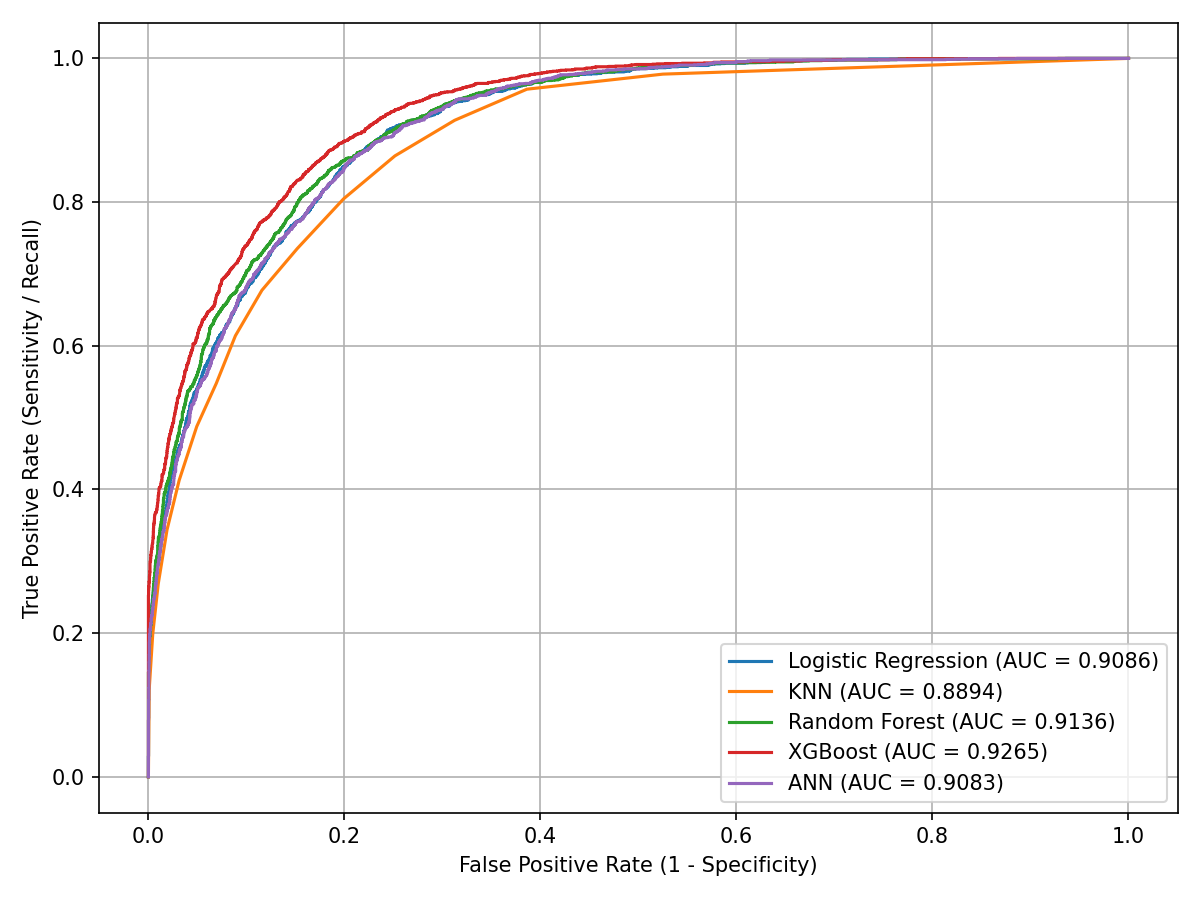 1.0
0.8
0.6
0.4
0.2
0.0
True Positive Rate (Sensitivity / Recall)
Logistic Regression (AUC = 0.9086)
KNN (AUC = 0.8894)
Random Forest (AUC = 0.9136)
XGBoost (AUC = 0.9265)
ANN (AUC = 0.9083)
0.0 0.2 0.4 0.6 0.8 1.0
False Positive Rate (1 - Specificity)